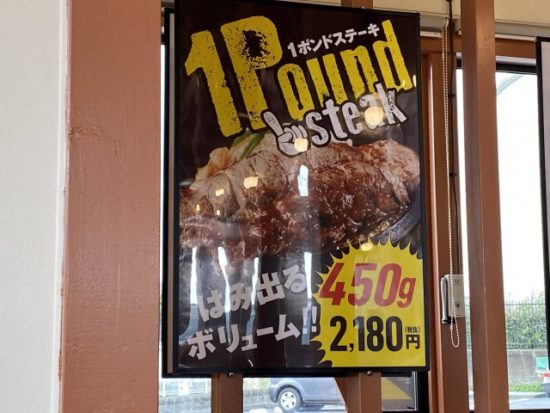 1Pound
1ポンドステーキ
steak
はみ出る
ボリューム!!
450g
2,180円
(税抜)